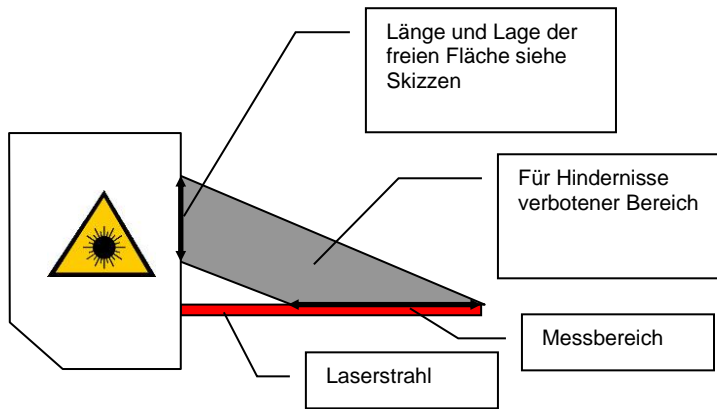 Länge und Lage der
freien Fläche siehe
Skizzen
Für Hindernisse
verbotener Bereich
Messbereich
Laserstrahl